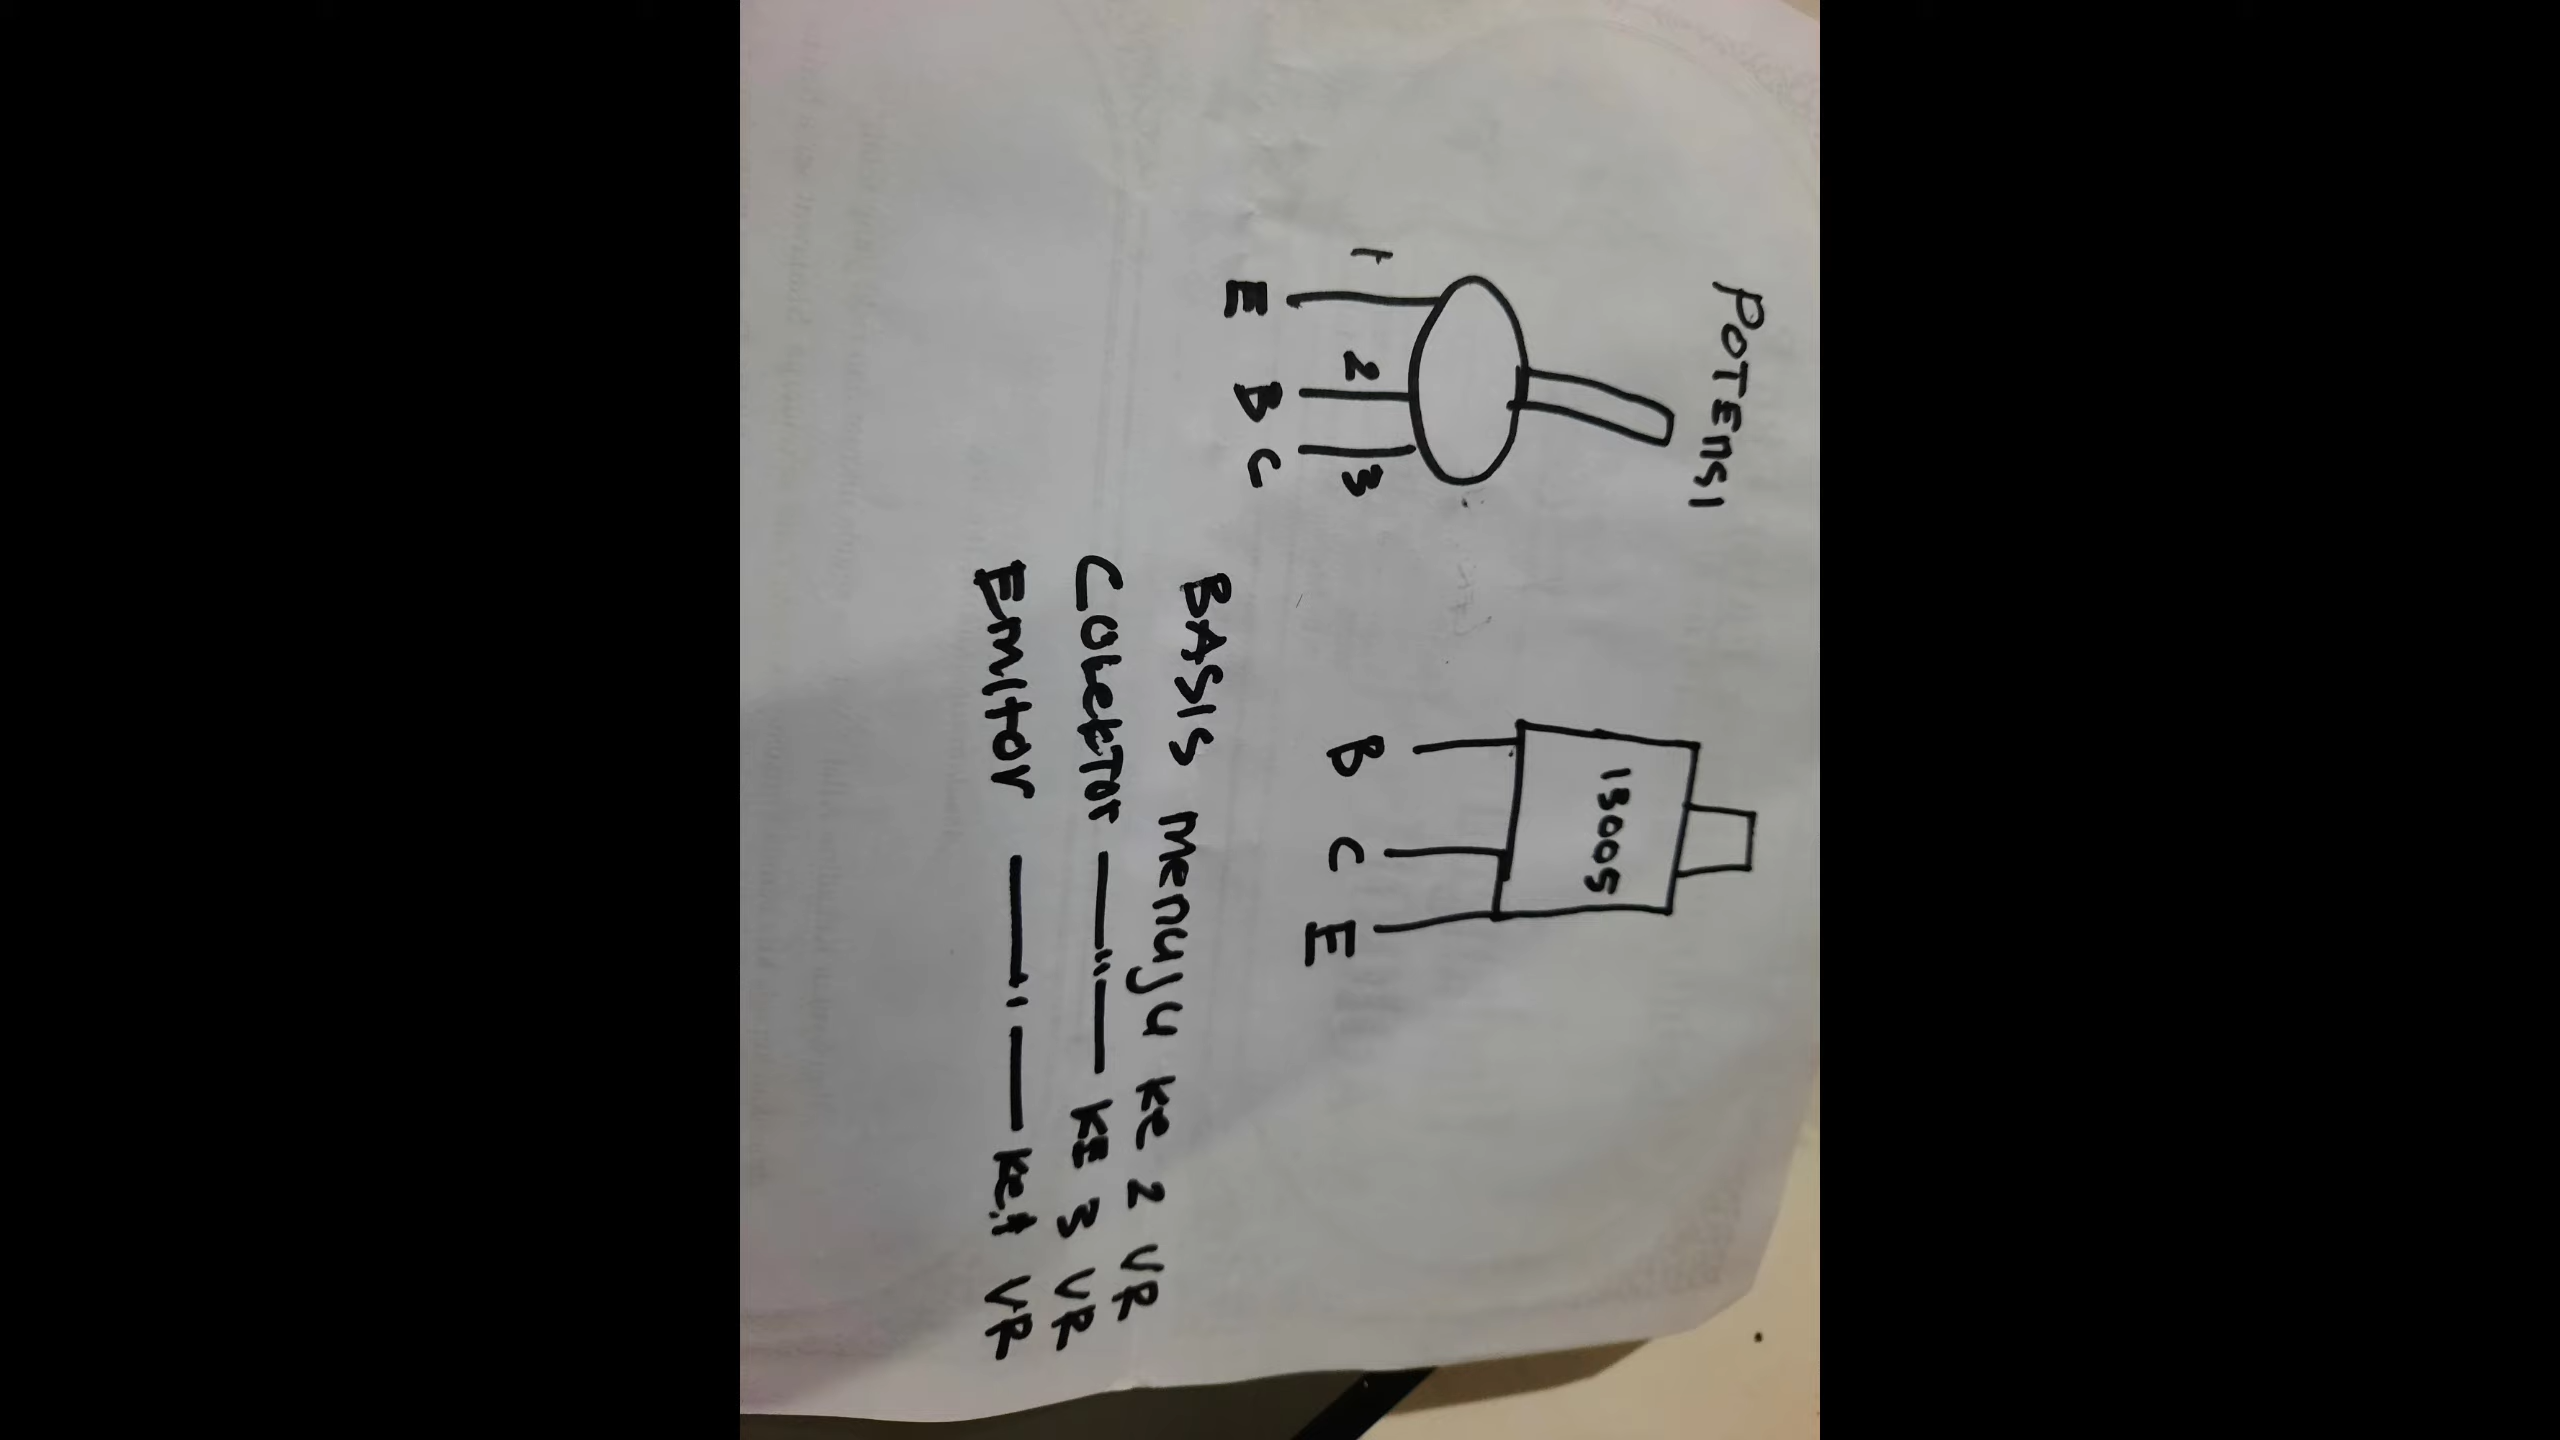 POTENSI
1 2 3
E B C
13005
B C E
BASIS menuju ke 2 VR
ColekTor —— " —— KE 3 VR
Emitor —— " —— ke.1 VR